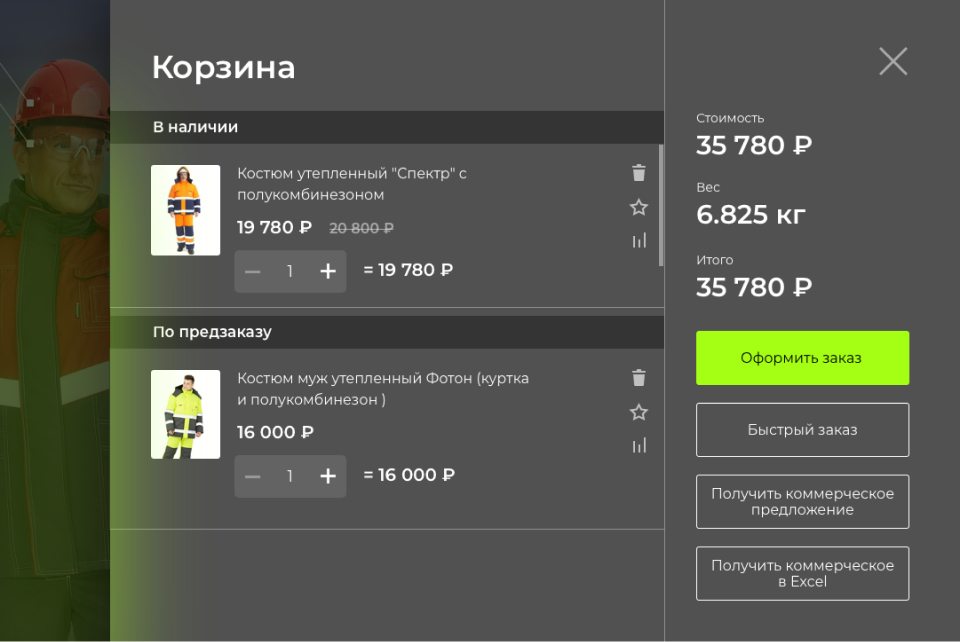 Корзина
В наличии
Костюм утепленный "Спектр" с
полукомбинезоном
19 780 ₽ 20 800 ₽
1 = 19 780 ₽
По предзаказу
Костюм муж утепленный Фотон (куртка
и полукомбинезон )
16 000 ₽
1 = 16 000 ₽
Стоимость
35 780 ₽
Вес
6.825 кг
Итого
35 780 ₽
Оформить заказ
Быстрый заказ
Получить коммерческое
предложение
Получить коммерческое
в Excel